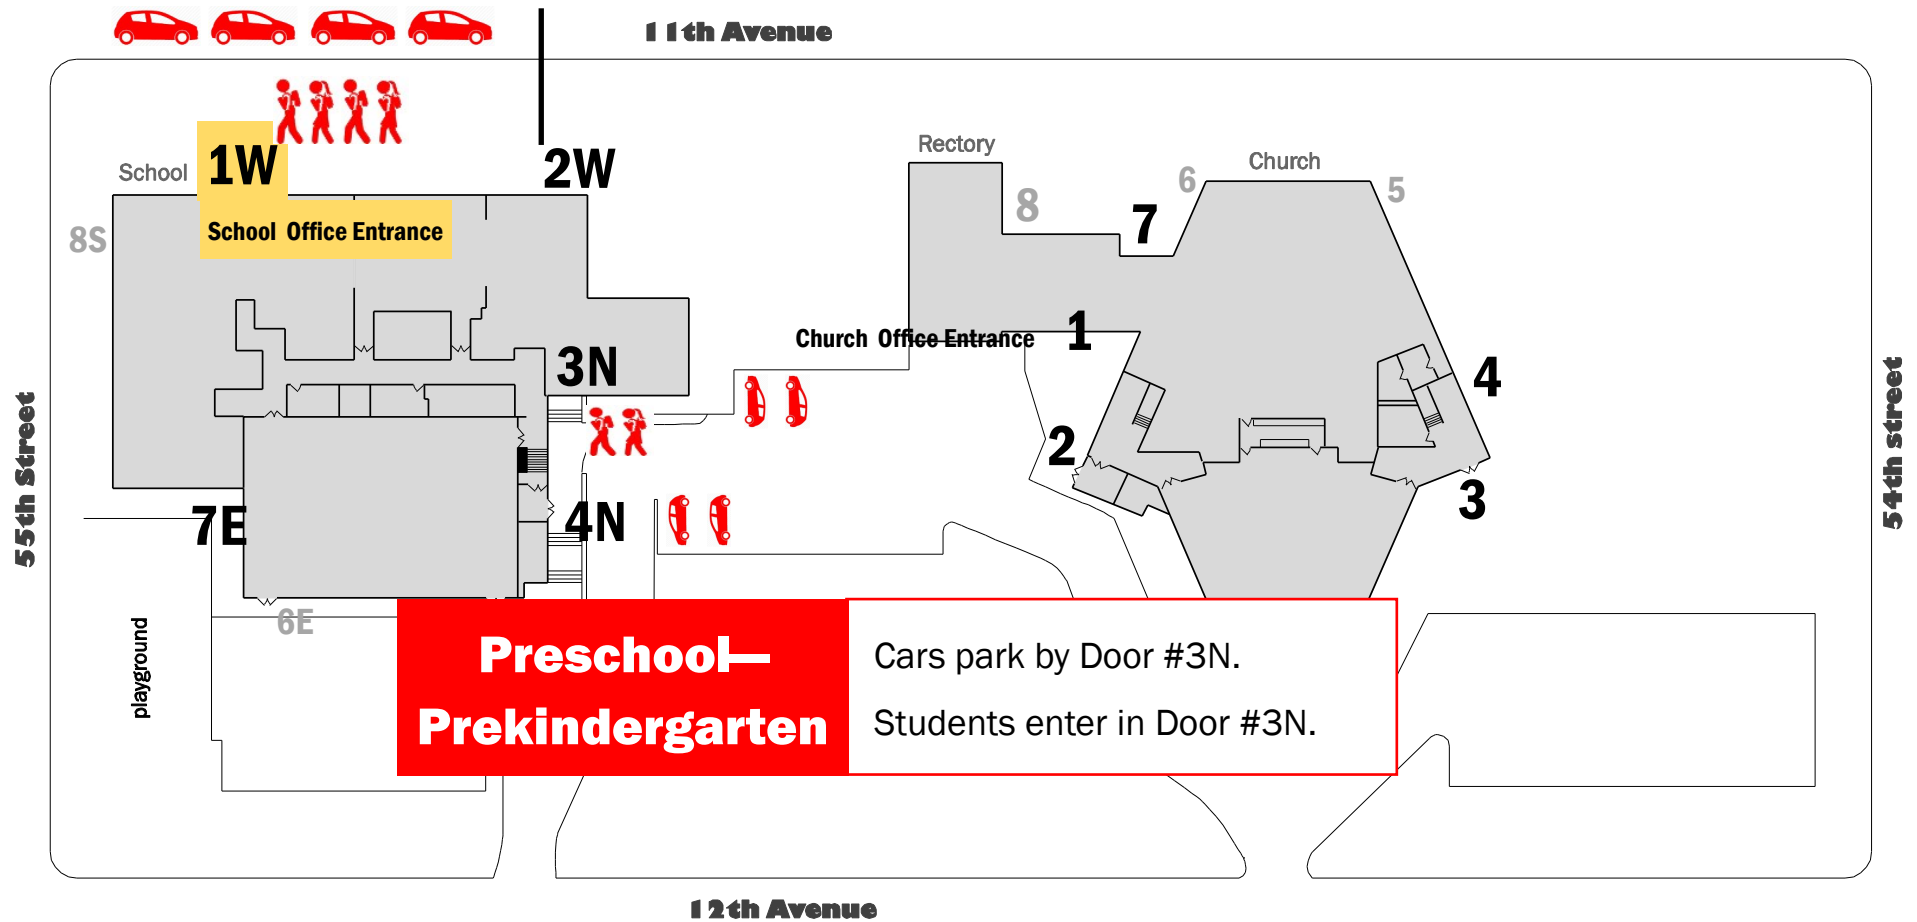 11th Avenue
School
1W
2W
School Office Entrance
8S
Rectory
Church
8
7
6
5
Church Office Entrance
1
3N
4
2
3
7E
4N
6E
55th Street
54th street
playground
Preschool—
Prekindergarten
Cars park by Door #3N.
Students enter in Door #3N.
12th Avenue